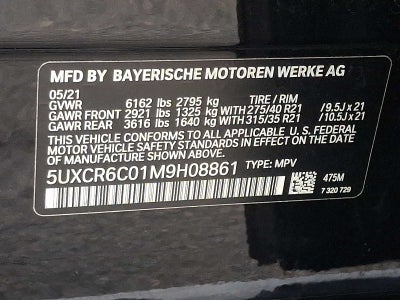 MFD BY BAYERISCHE MOTOREN WERKE AG
05/21
GVWR 6162 lbs 2795 kg TIRE / RIM
GAWR FRONT 2921 lbs 1325 kg WITH 275/40 R21 / 9.5J x 21
GAWR REAR 3616 lbs 1640 kg WITH 315/35 R21 / 10.5J x 21
THIS VEHICLE CONFORMS TO ALL APPLICABLE U. S. FEDERAL
MOTOR VEHICLE SAFETY STANDARDS IN EFFECT ON THE DATE
OF MANUFACTURE SHOWN ABOVE.
5UXCR6C01M9H08861 TYPE: MPV
475M
7 320 729